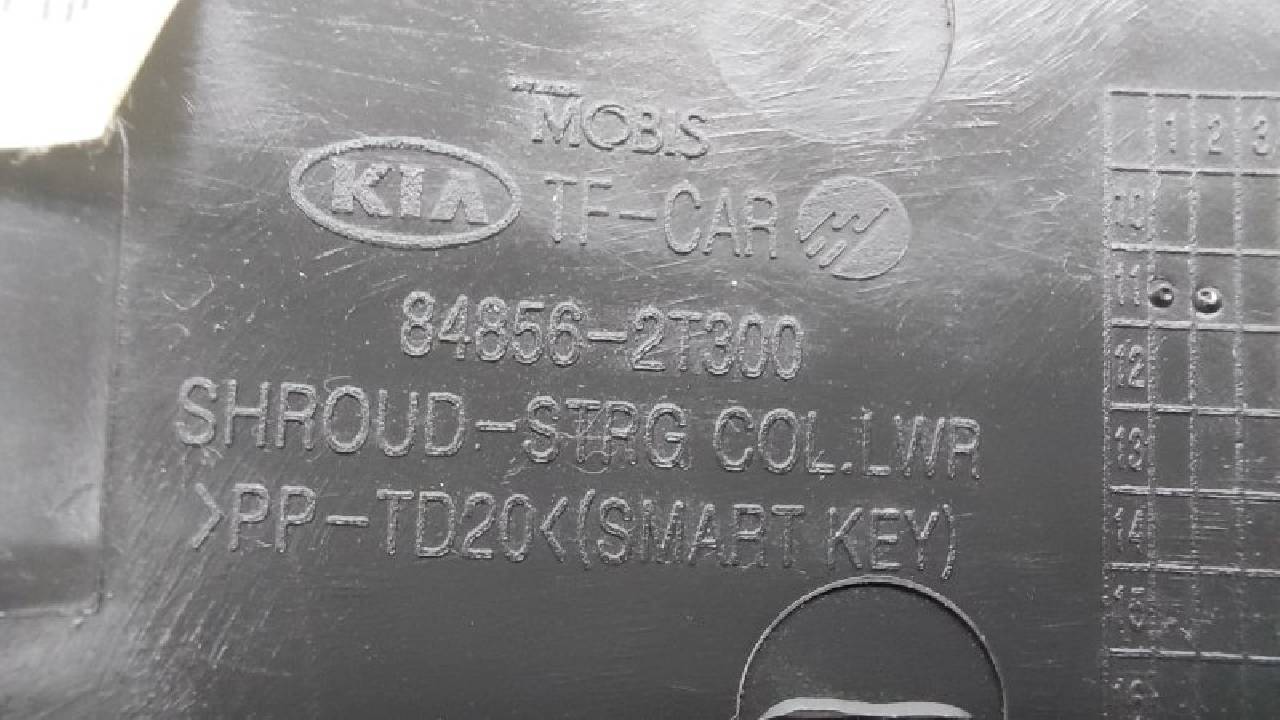 MOBIS
KIA TF-CAR
84856-2T300
SHROUD-STRG COL.LWR
>PP-TD20<(SMART KEY)
1 2 3
11
12
13
14
15